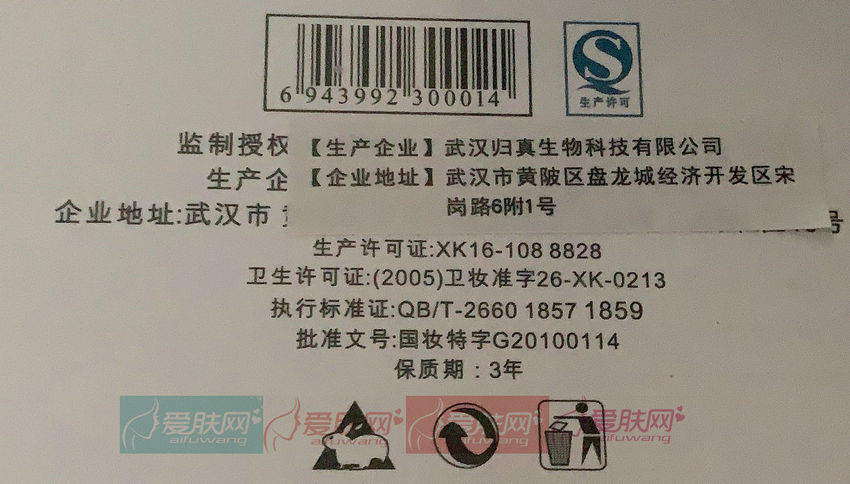 6 943992 300014
生产许可
监制授权
【生产企业】武汉归真生物科技有限公司
生产企
【企业地址】武汉市黄陂区盘龙城经济开发区宋
岗路6附1号
企业地址:武汉市
号
生产许可证:XK16-108 8828
卫生许可证:(2005)卫妆准字26-XK-0213
执行标准证:QB/T-2660 1857 1859
批准文号:国妆特字G20100114
保质期：3年
爱肤网 爱肤网 爱肤网 爱肤网
aifuwang aifuwang aifuwang aifuwang